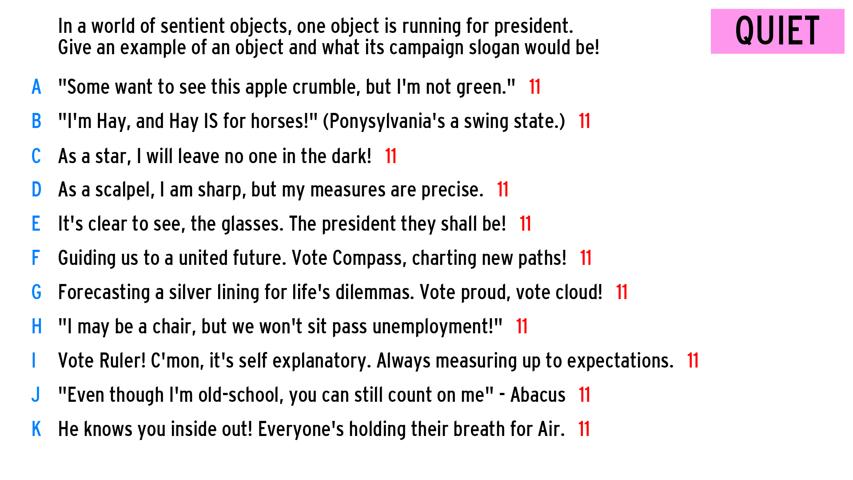 In a world of sentient objects, one object is running for president.
Give an example of an object and what its campaign slogan would be!
QUIET
A "Some want to see this apple crumble, but I'm not green." 11
B "I'm Hay, and Hay IS for horses!" (Ponysylvania's a swing state.) 11
C As a star, I will leave no one in the dark! 11
D As a scalpel, I am sharp, but my measures are precise. 11
E It's clear to see, the glasses. The president they shall be! 11
F Guiding us to a united future. Vote Compass, charting new paths! 11
G Forecasting a silver lining for life's dilemmas. Vote proud, vote cloud! 11
H "I may be a chair, but we won't sit pass unemployment!" 11
I Vote Ruler! C'mon, it's self explanatory. Always measuring up to expectations. 11
J "Even though I'm old-school, you can still count on me" - Abacus 11
K He knows you inside out! Everyone's holding their breath for Air. 11